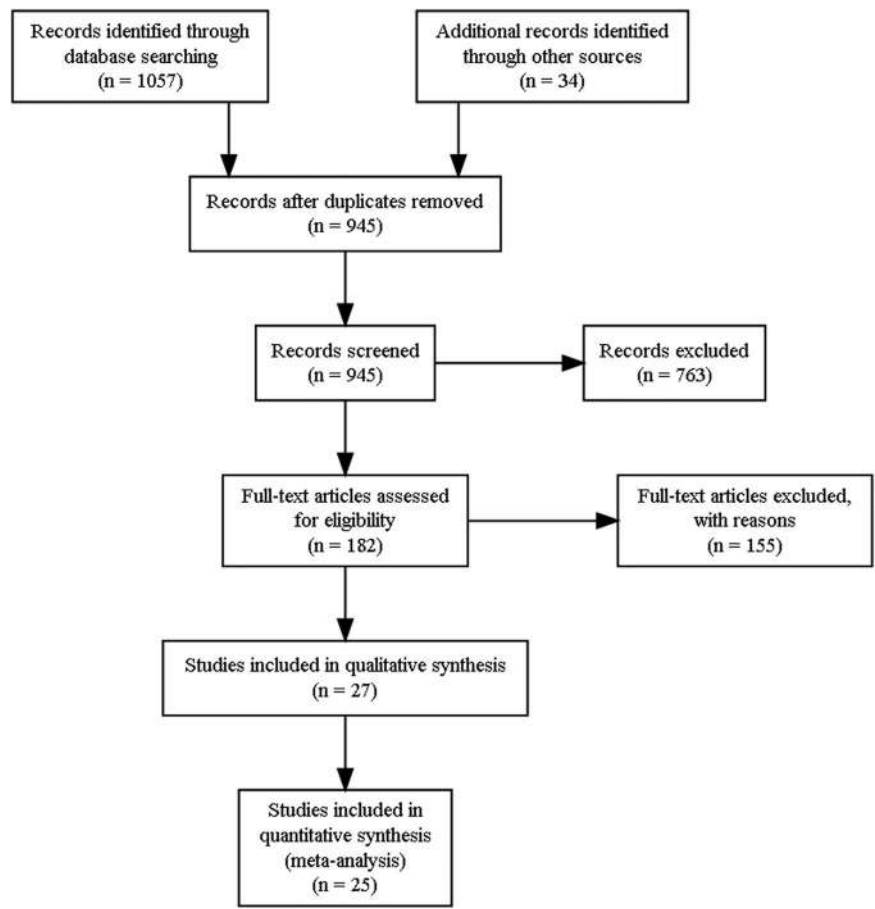 Records identified through
database searching
(n = 1057)
Additional records identified
through other sources
(n = 34)
Records after duplicates removed
(n = 945)
Records screened
(n = 945)
Records excluded
(n = 763)
Full-text articles assessed
for eligibility
(n = 182)
Full-text articles excluded,
with reasons
(n = 155)
Studies included in qualitative synthesis
(n = 27)
Studies included in
quantitative synthesis
(meta-analysis)
(n = 25)